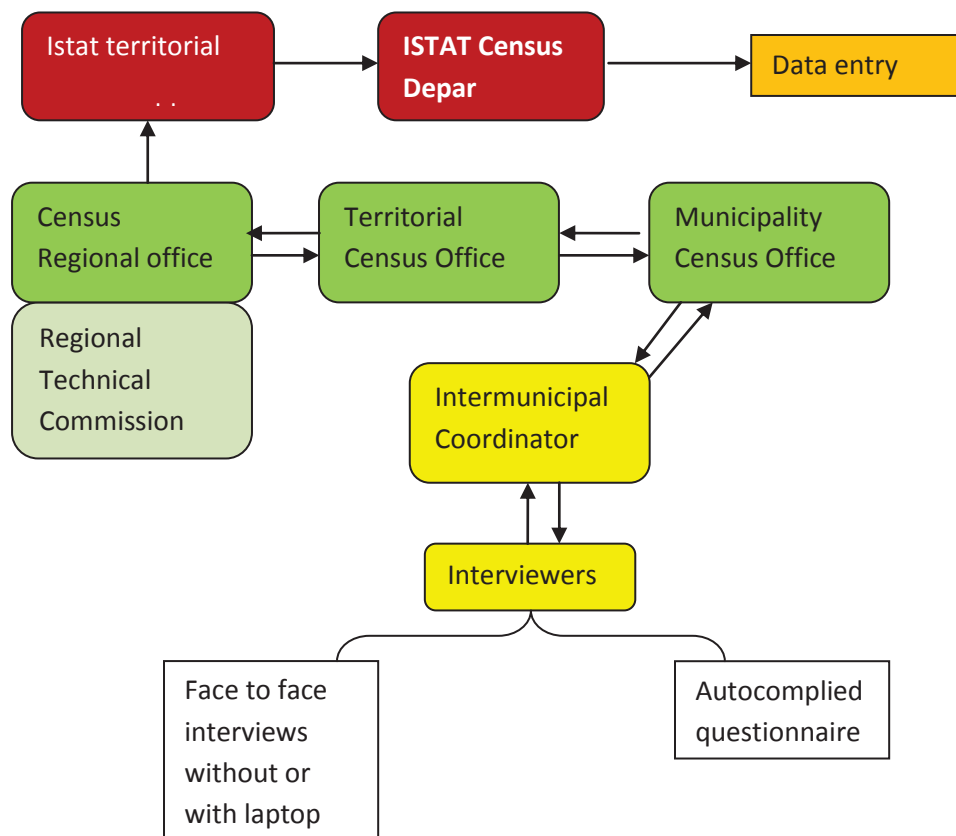 Istat territorial
. .
ISTAT Census
Depar
Data entry
Census
Regional office
Territorial
Census Office
Municipality
Census Office
Regional
Technical
Commission
Intermunicipal
Coordinator
Interviewers
Face to face
interviews
without or
with laptop
Autocomplied
questionnaire